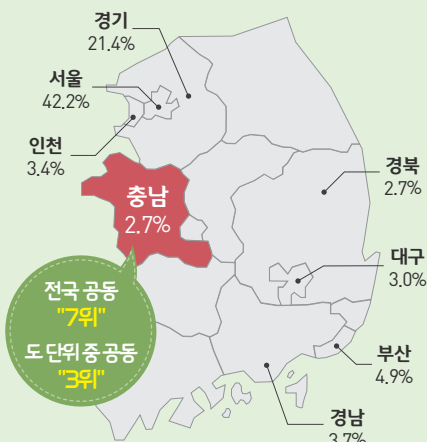 경기
21.4%
서울
42.2%
인천
3.4%
충남
2.7%
경북
2.7%
대구
3.0%
부산
4.9%
경남
3.7%
전국 공동
"7위"
도 단위 중 공동
"3위"